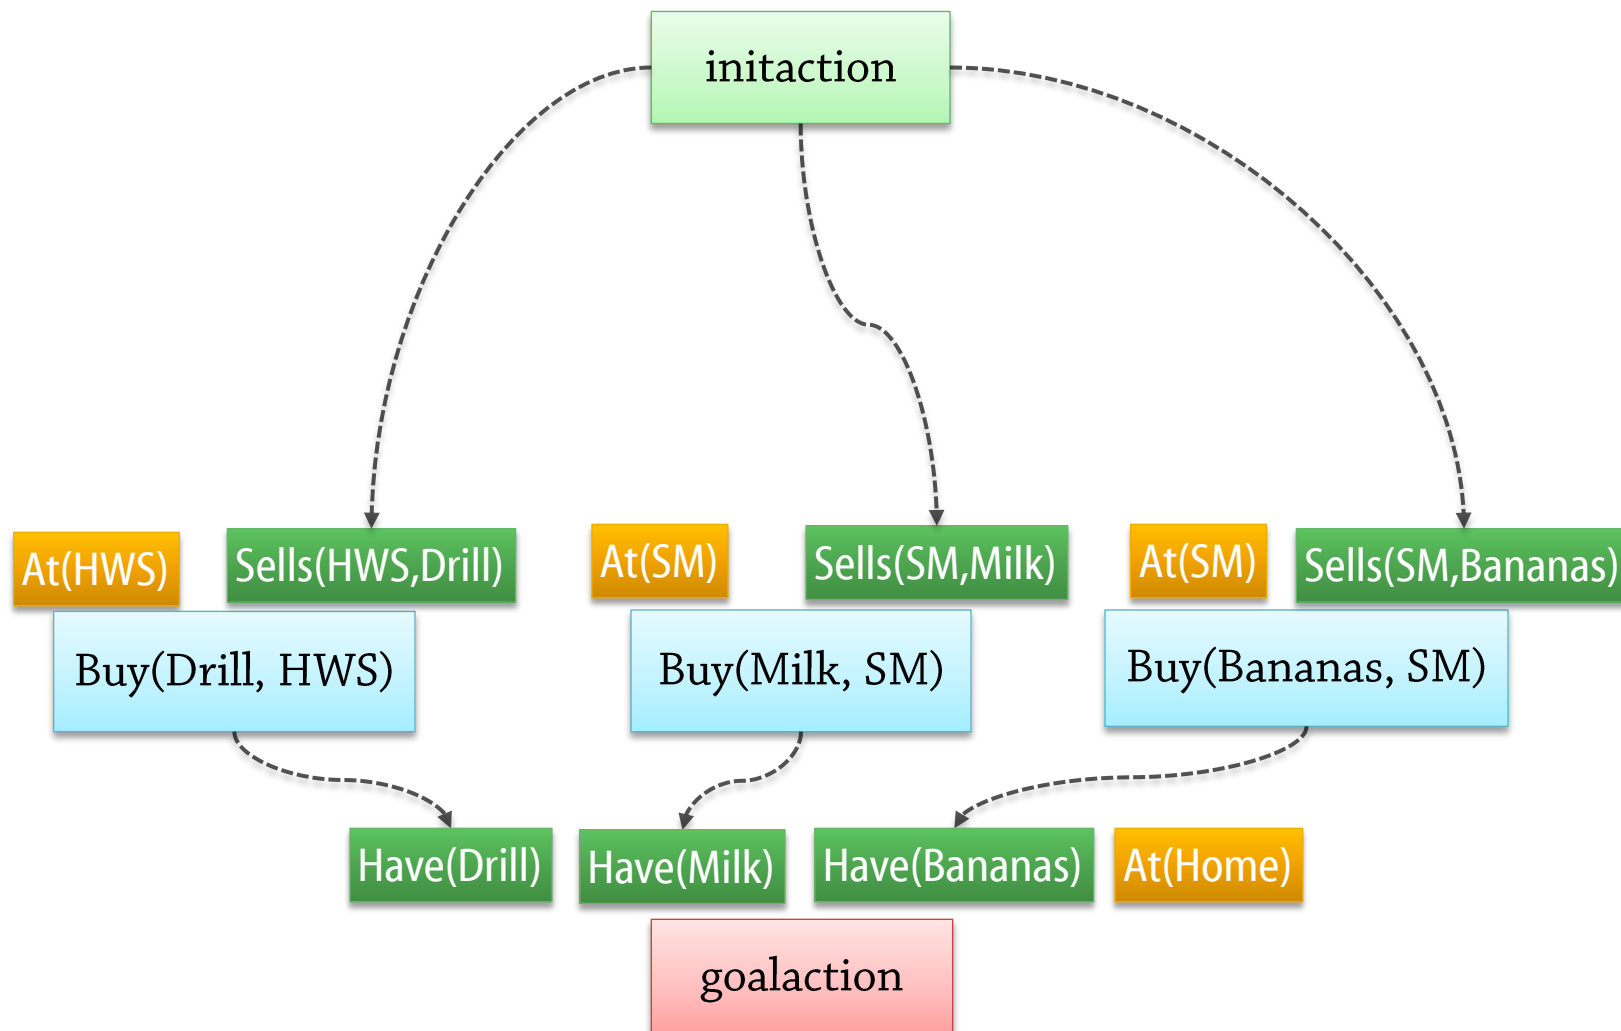 initaction
At(HWS)
Sells(HWS,Drill)
At(SM)
Sells(SM,Milk)
At(SM)
Sells(SM,Bananas)
Buy(Drill, HWS)
Buy(Milk, SM)
Buy(Bananas, SM)
Have(Drill)
Have(Milk)
Have(Bananas)
At(Home)
goalaction